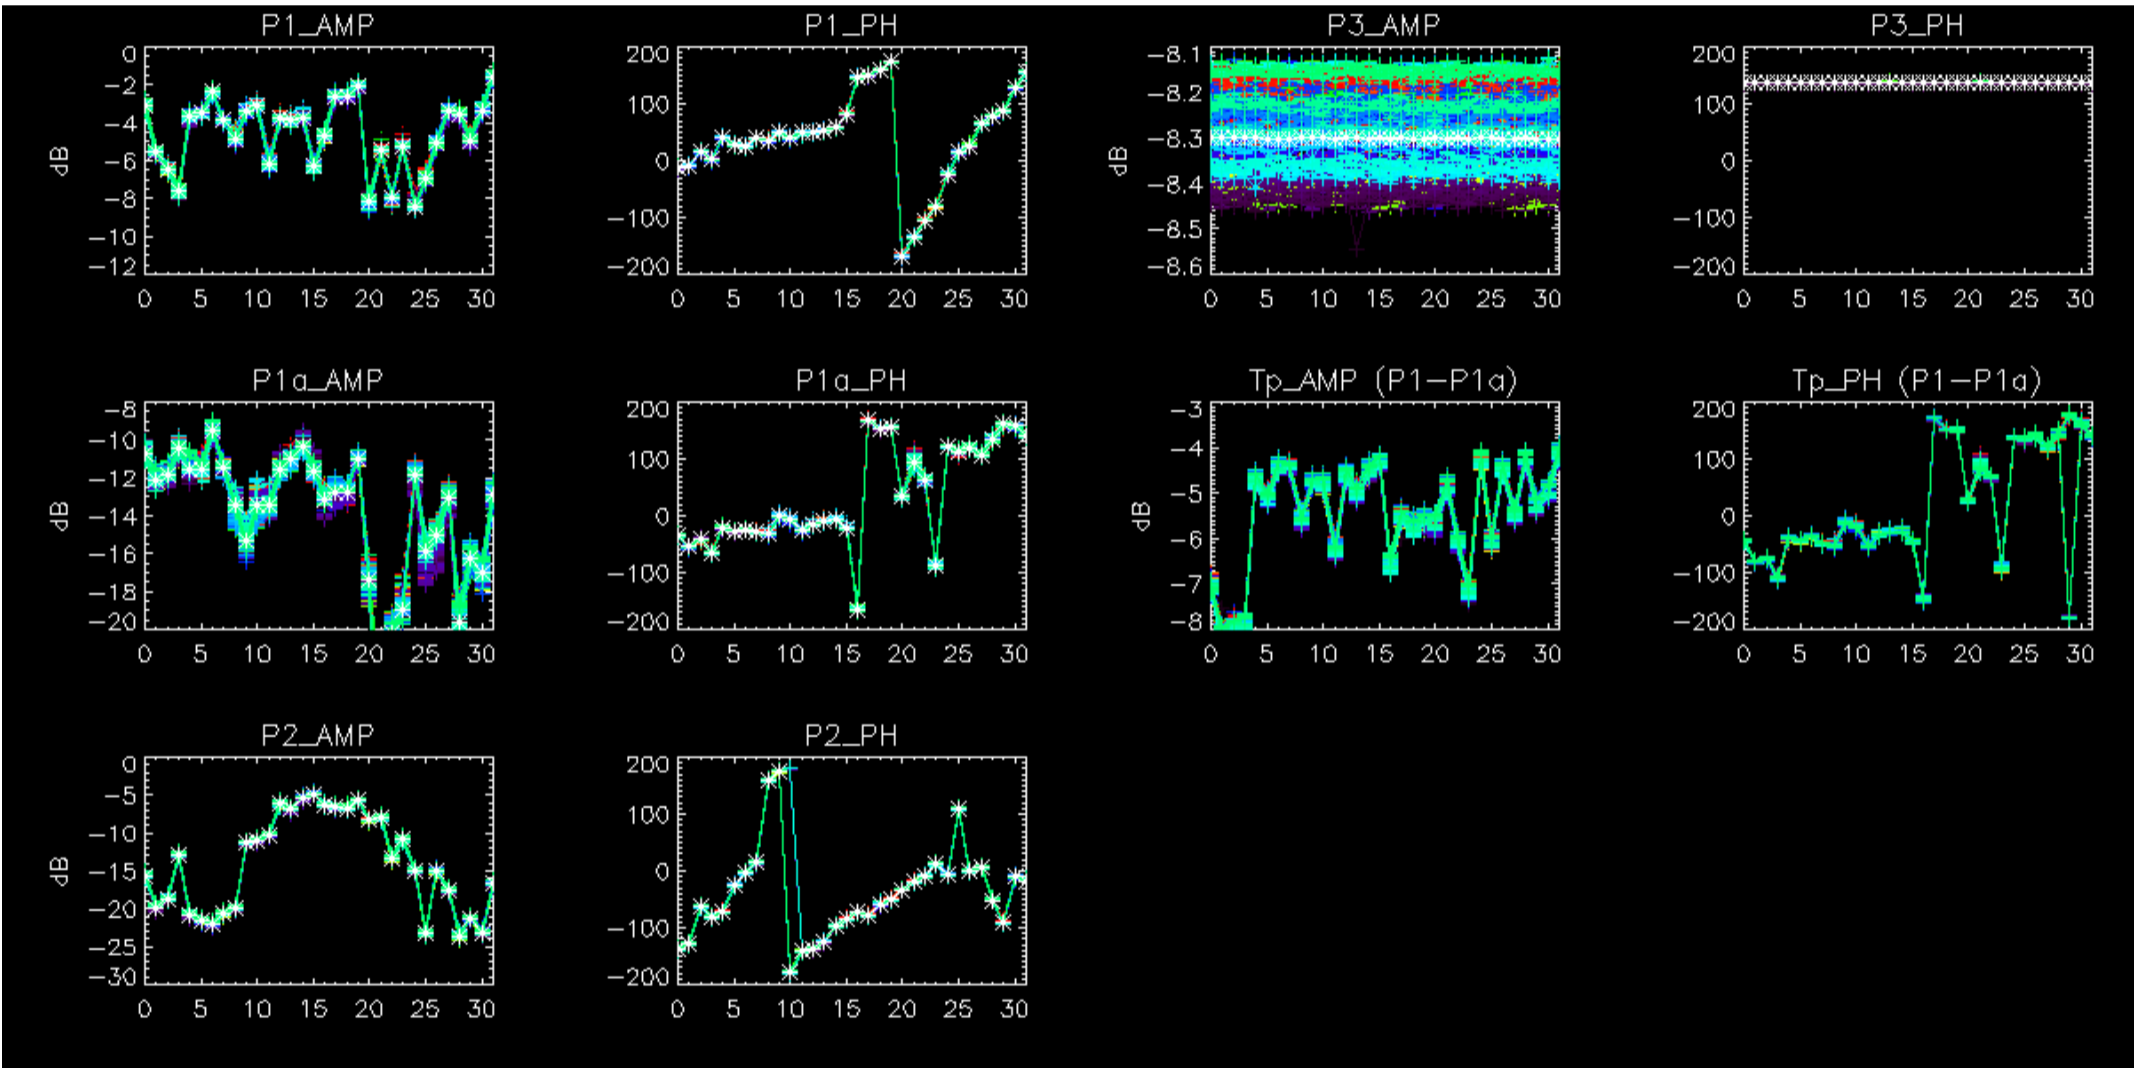 P1_AMP
0
−2
−4
−6
−8
−10
−12
dB
0 5 10 15 20 25 30
P1_PH
200
100
0
−100
−200
0 5 10 15 20 25 30
P3_AMP
−8.1
−8.2
−8.3
−8.4
−8.5
−8.6
dB
0 5 10 15 20 25 30
P3_PH
200
100
0
−100
−200
0 5 10 15 20 25 30
P1a_AMP
−8
−10
−12
−14
−16
−18
−20
dB
0 5 10 15 20 25 30
P1a_PH
200
100
0
−100
−200
0 5 10 15 20 25 30
Tp_AMP (P1−P1a)
−3
−4
−5
−6
−7
−8
dB
0 5 10 15 20 25 30
Tp_PH (P1−P1a)
200
100
0
−100
−200
0 5 10 15 20 25 30
P2_AMP
0
−5
−10
−15
−20
−25
−30
dB
0 5 10 15 20 25 30
P2_PH
200
100
0
−100
−200
0 5 10 15 20 25 30